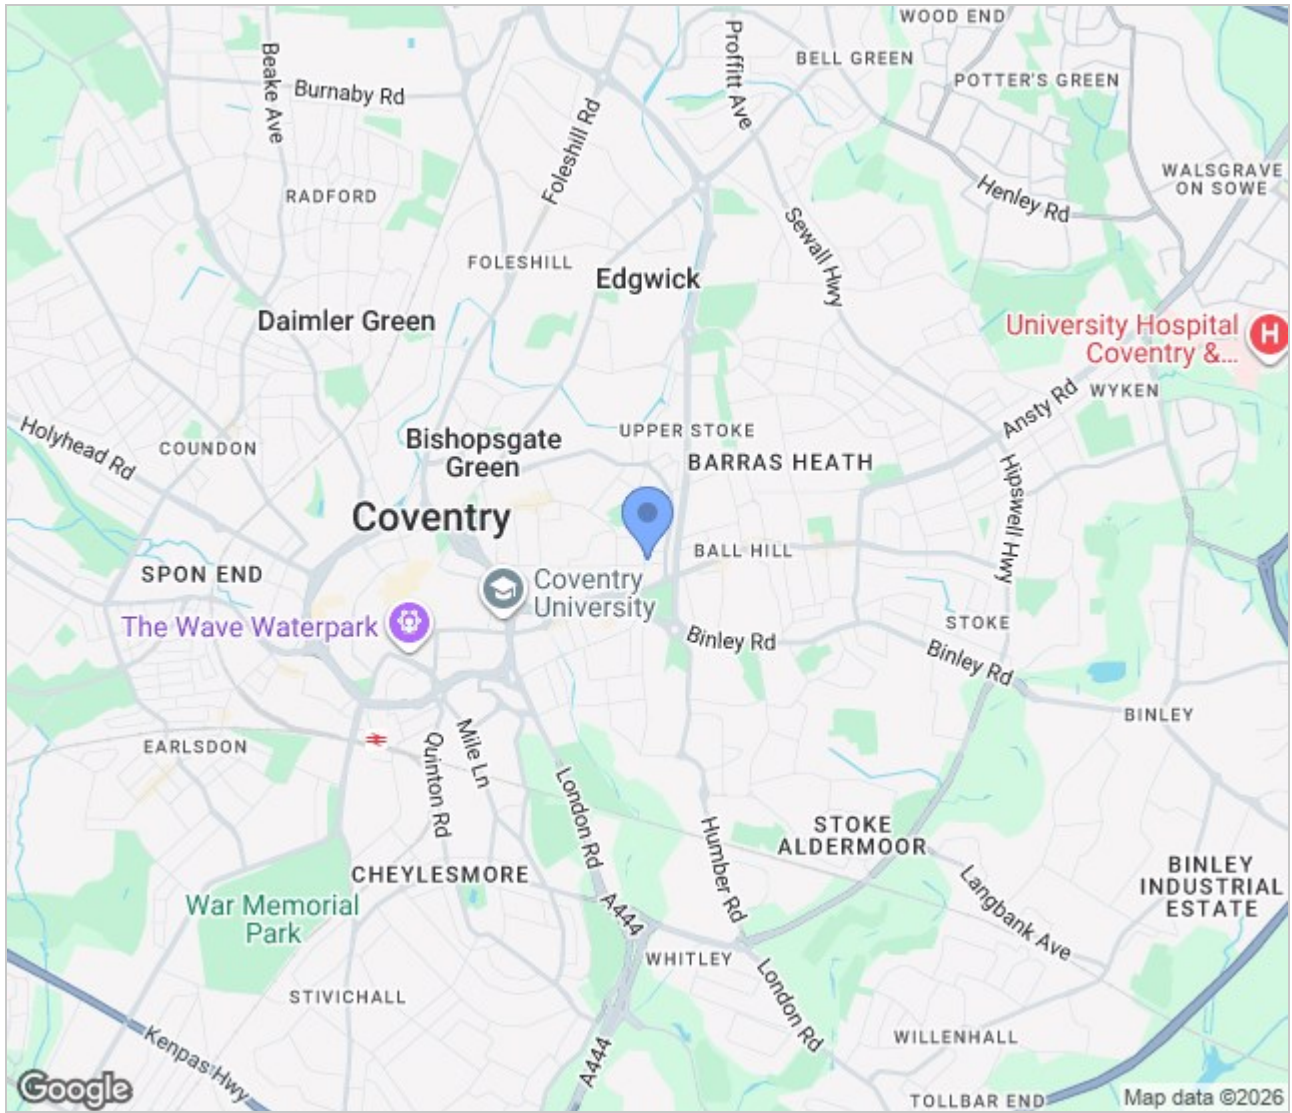 WOOD END
BELL GREEN
POTTER'S GREEN
Proffitt Ave
Beake Ave
Burnaby Rd
Foleshill Rd
WALSGRAVE
ON SOWE
Henley Rd
RADFORD
Sewall Hwy
FOLESHILL
Edgwick
Daimler Green
University Hospital
Coventry &...
H
WYKEN
Ansty Rd
Holyhead Rd
COUNDON
Bishopsgate
Green
UPPER STOKE
BARRAS HEATH
Hipswell Hwy
Coventry
BALL HILL
SPON END
Coventry
University
The Wave Waterpark
STOKE
Binley Rd
Binley Rd
BINLEY
EARLSDON
Mile Ln
Quinton Rd
London Rd
STOKE
ALDERMOOR
Humber Rd
CHEYLESMORE
BINLEY
INDUSTRIAL
ESTATE
Langbank Ave
War Memorial
Park
A444
WHITLEY
London Rd
STIVICHALL
WILLENHALL
Kenpas Hwy
A444
TOLLBAR END
Google
Map data ©2026